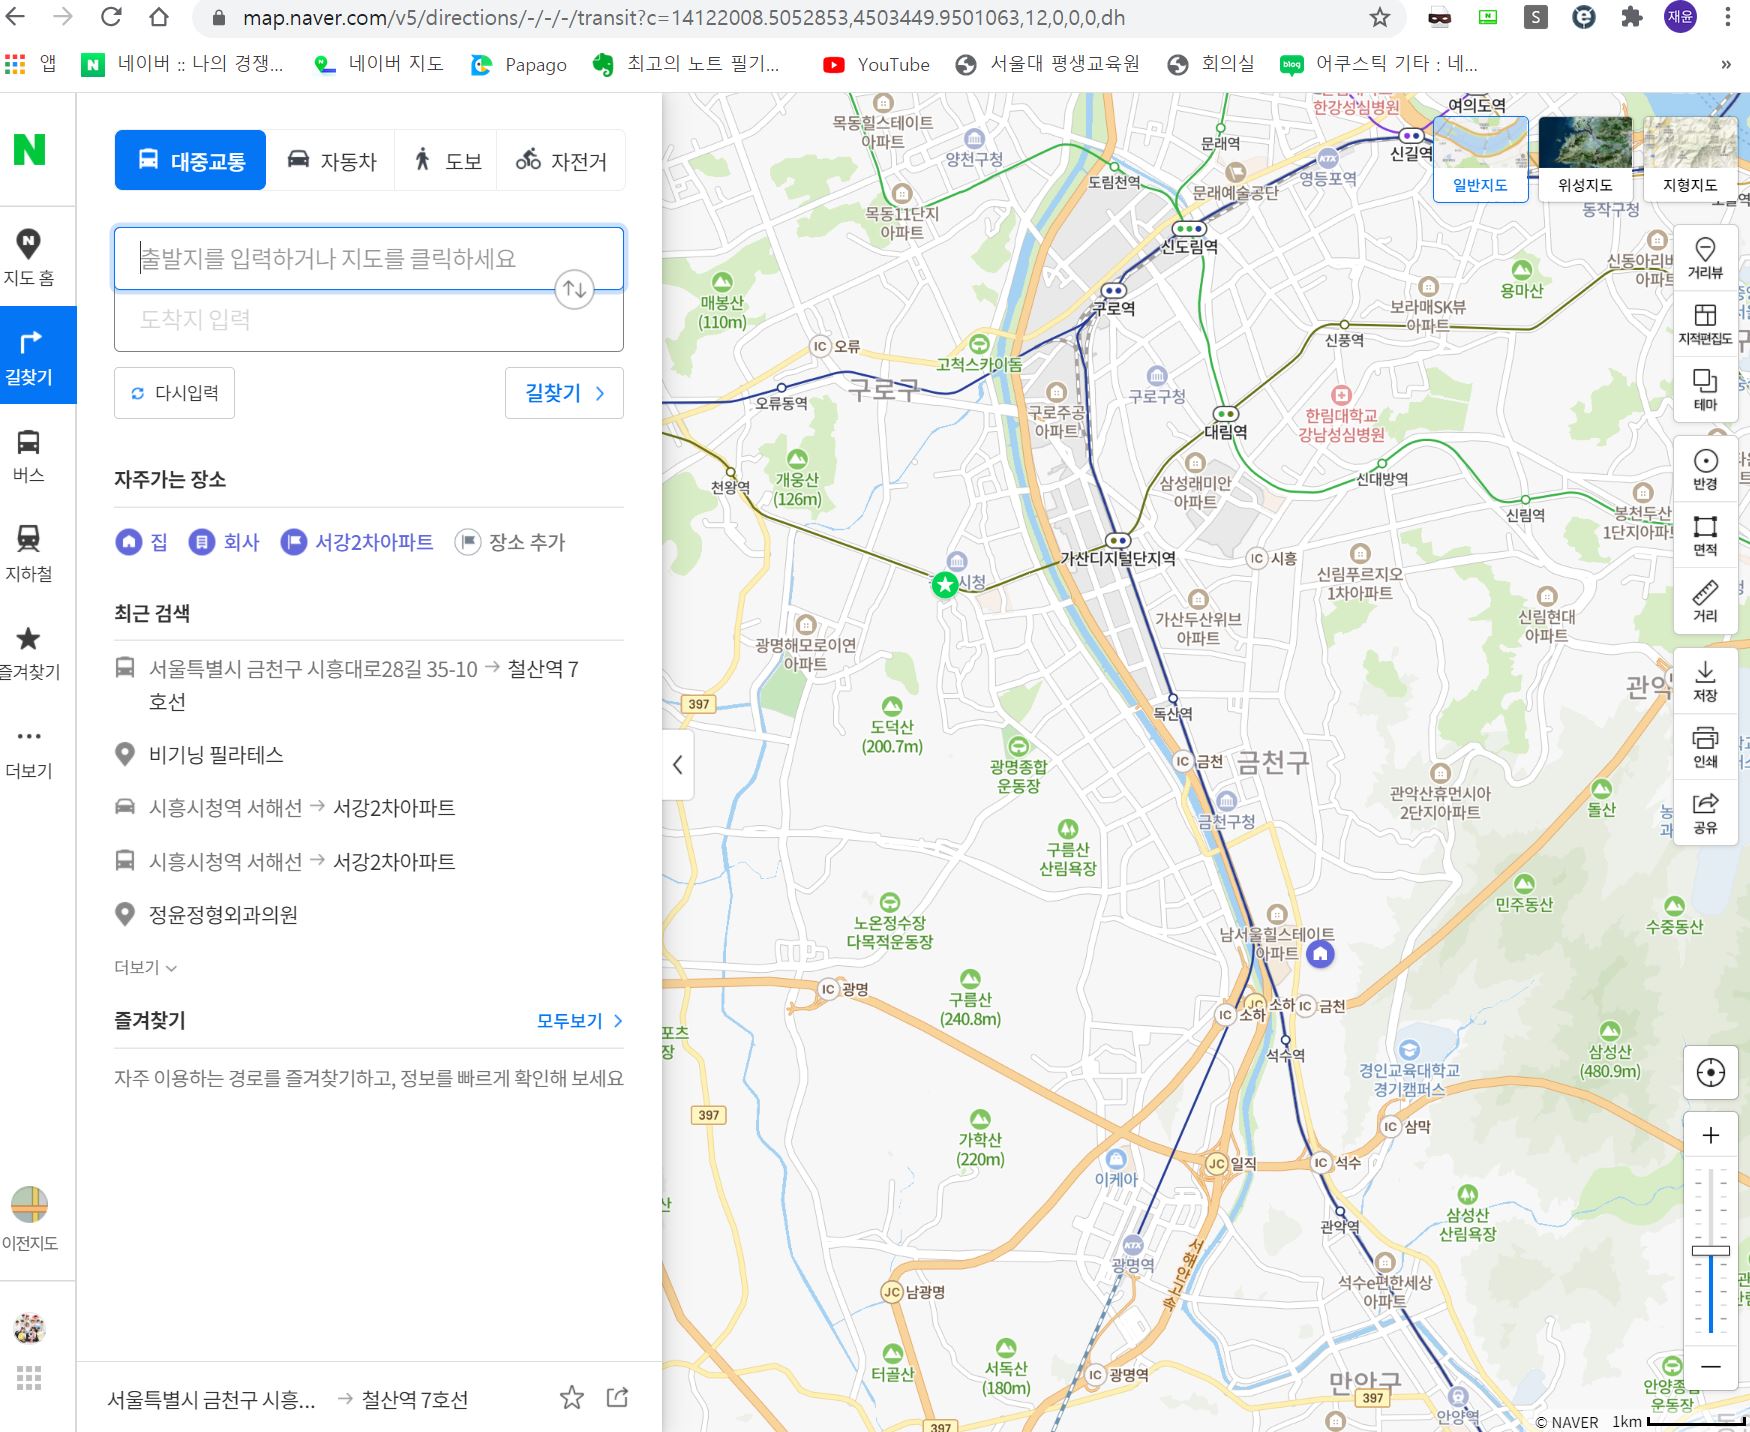 map.naver.com/v5/directions/-/-/-/transit?c=14122008.5052853,4503449.9501063,12,0,0,0,dh
S
재윤
앱
N
네이버 :: 나의 경쟁...
네이버 지도
Papago
최고의 노트 필기...
YouTube
서울대 평생교육원
회의실
blog
어쿠스틱 기타 : 네...
»
N
지도 홈
길찾기
버스
지하철
즐겨찾기
더보기
이전지도
대중교통
자동차
도보
자전거
출발지를 입력하거나 지도를 클릭하세요
도착지 입력
다시입력
길찾기
자주가는 장소
집
회사
서강2차아파트
장소 추가
최근 검색
서울특별시 금천구 시흥대로28길 35-10 → 철산역 7
호선
비기닝 필라테스
시흥시청역 서해선 → 서강2차아파트
시흥시청역 서해선 → 서강2차아파트
정윤정형외과의원
더보기
즐겨찾기
모두보기
자주 이용하는 경로를 즐겨찾기하고, 정보를 빠르게 확인해 보세요
서울특별시 금천구 시흥... → 철산역 7호선
한강성심병원
여의도역
목동힐스테이트
아파트
양천구청
문래역
신길역
KTX
영등포역
일반지도
위성지도
지형지도
도림천역
문래예술공단
동작구청
목동11단지
아파트
신도림역
매봉산
(110m)
구로역
용마산
보라매SK뷰
아파트
신풍역
IC 오류
고척스카이돔
구로구
오류동역
구로주공
아파트
구로구청
한림대학교
강남성심병원
대림역
개웅산
(126m)
천왕역
삼성래미안
아파트
신대방역
신림역
봉천두산
가산디지털단지역
IC 시흥
시청
신림푸르지오
1차아파트
가산두산위브
아파트
신림현대
아파트
광명해모로이연
아파트
397
도덕산
(200.7m)
독산역
광명종합
운동장
IC 금천
금천구
금천구청
관악산휴먼시아
2단지아파트
돌산
구름산
산림욕장
민주동산
수중동산
노온정수장
다목적운동장
남서울힐스테이트
아파트
IC 광명
구름산
(240.8m)
JC 소하
IC 금천
IC 소하
석수역
경인교육대학교
경기캠퍼스
삼성산
(480.9m)
397
가학산
(220m)
IC 삼막
이케아
JC 일직
IC 석수
삼성산
산림욕장
관악역
KTX
광명역
서해안고속
석수e편한세상
아파트
JC 남광명
터골산
서독산
(180m)
IC 광명역
만안구
397
안양역
397
운동장
거리뷰
지적편집도
테마
반경
면적
거리
저장
인쇄
공유
+
−
© NAVER 1km